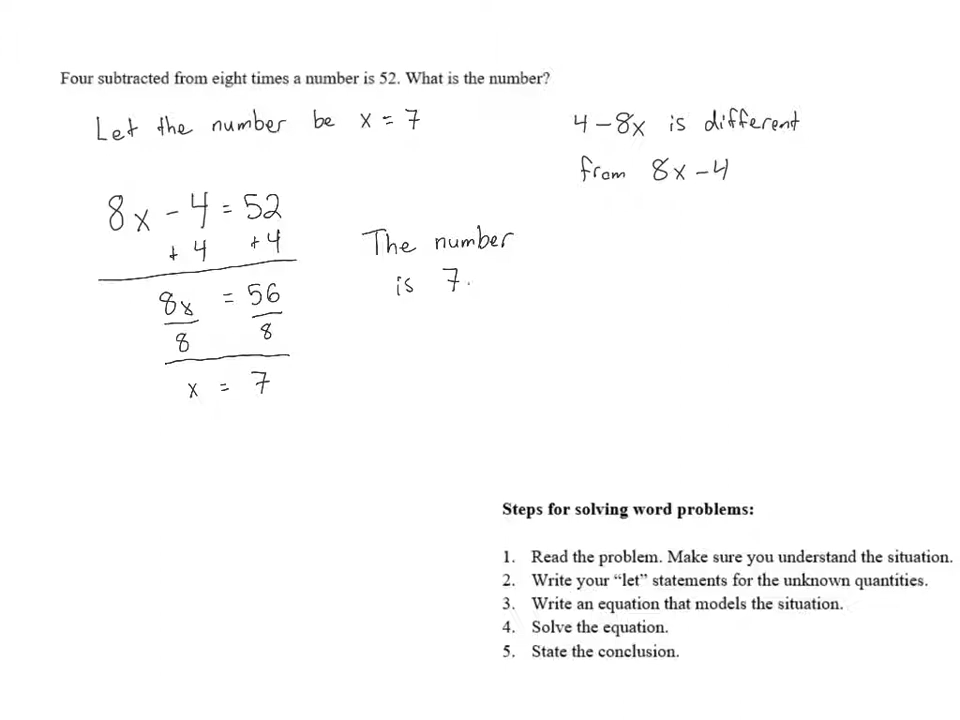 Four subtracted from eight times a number is 52. What is the number?
Let the number be x = 7
4 - 8x is different
from 8x - 4
8x - 4 = 52
+ 4 + 4
8x = 56
8 8
x = 7
The number
is 7.
Steps for solving word problems:
1. Read the problem. Make sure you understand the situation.
2. Write your “let” statements for the unknown quantities.
3. Write an equation that models the situation.
4. Solve the equation.
5. State the conclusion.